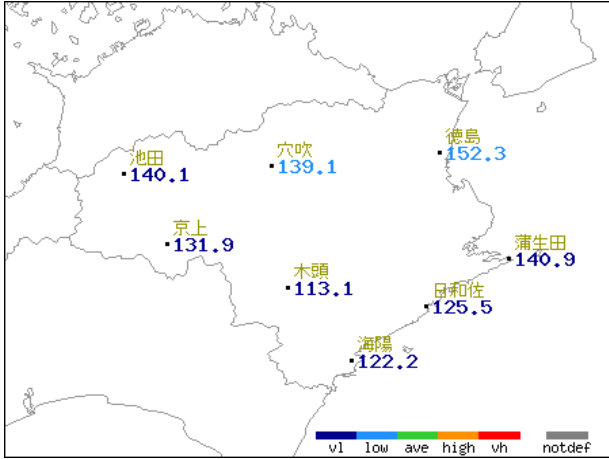 徳島
152.3
穴吹
139.1
池田
140.1
京上
131.9
蒲生田
140.9
木頭
113.1
日和佐
125.5
海陽
122.2
vl low ave high vh notdef